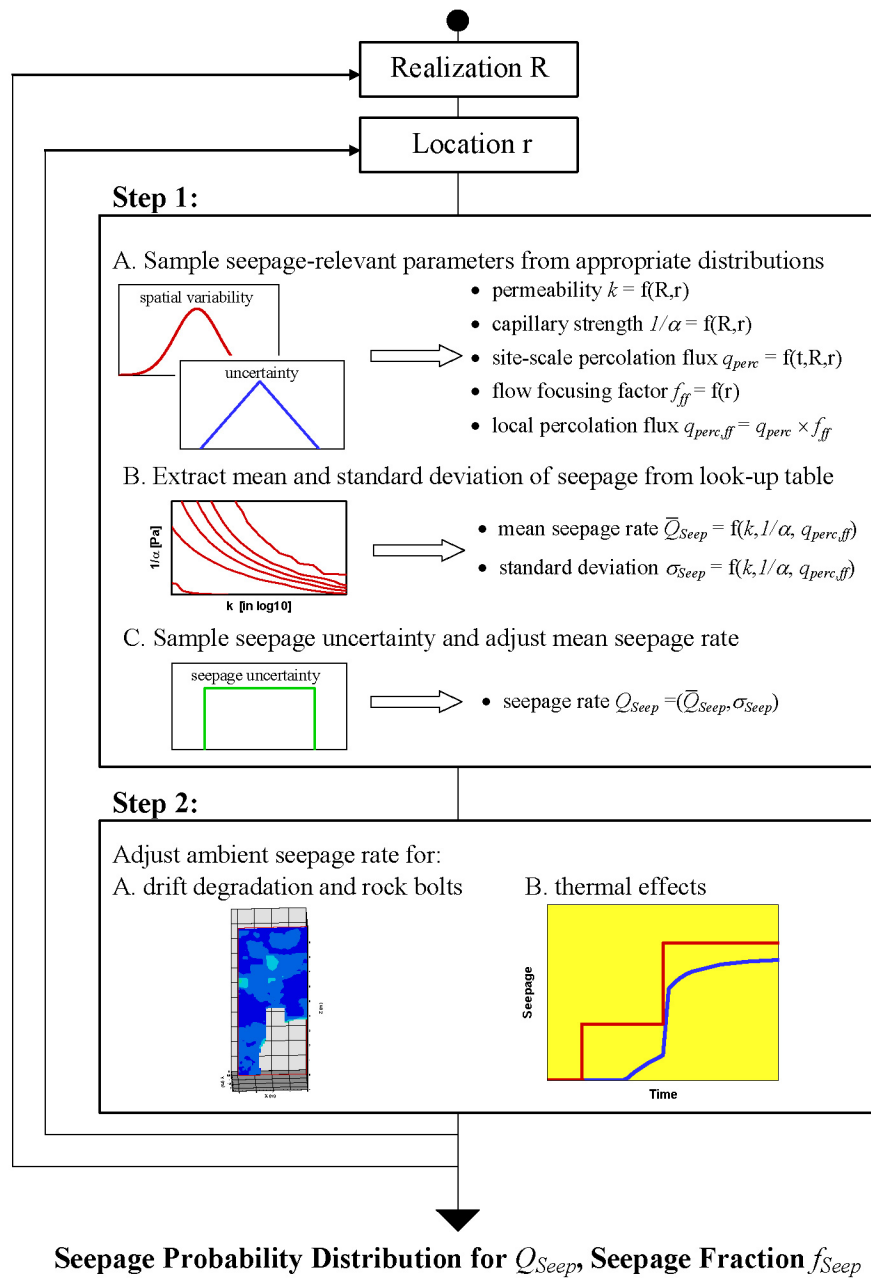 Realization R
Location r
Step 1:
A. Sample seepage-relevant parameters from appropriate distributions
spatial variability
uncertainty
• permeability k = f(R,r)
• capillary strength 1/α = f(R,r)
• site-scale percolation flux q_perc = f(t,R,r)
• flow focusing factor f_ff = f(r)
• local percolation flux q_perc,ff = q_perc × f_ff
B. Extract mean and standard deviation of seepage from look-up table
1/α [Pa]
k [in log10]
• mean seepage rate Q̅_Seep = f(k,1/α, q_perc,ff)
• standard deviation σ_Seep = f(k,1/α, q_perc,ff)
C. Sample seepage uncertainty and adjust mean seepage rate
seepage uncertainty
• seepage rate Q_Seep =(Q̅_Seep,σ_Seep)
Step 2:
Adjust ambient seepage rate for:
A. drift degradation and rock bolts
B. thermal effects
X (m)
Seepage
Time
Seepage Probability Distribution for Q_Seep, Seepage Fraction f_Seep